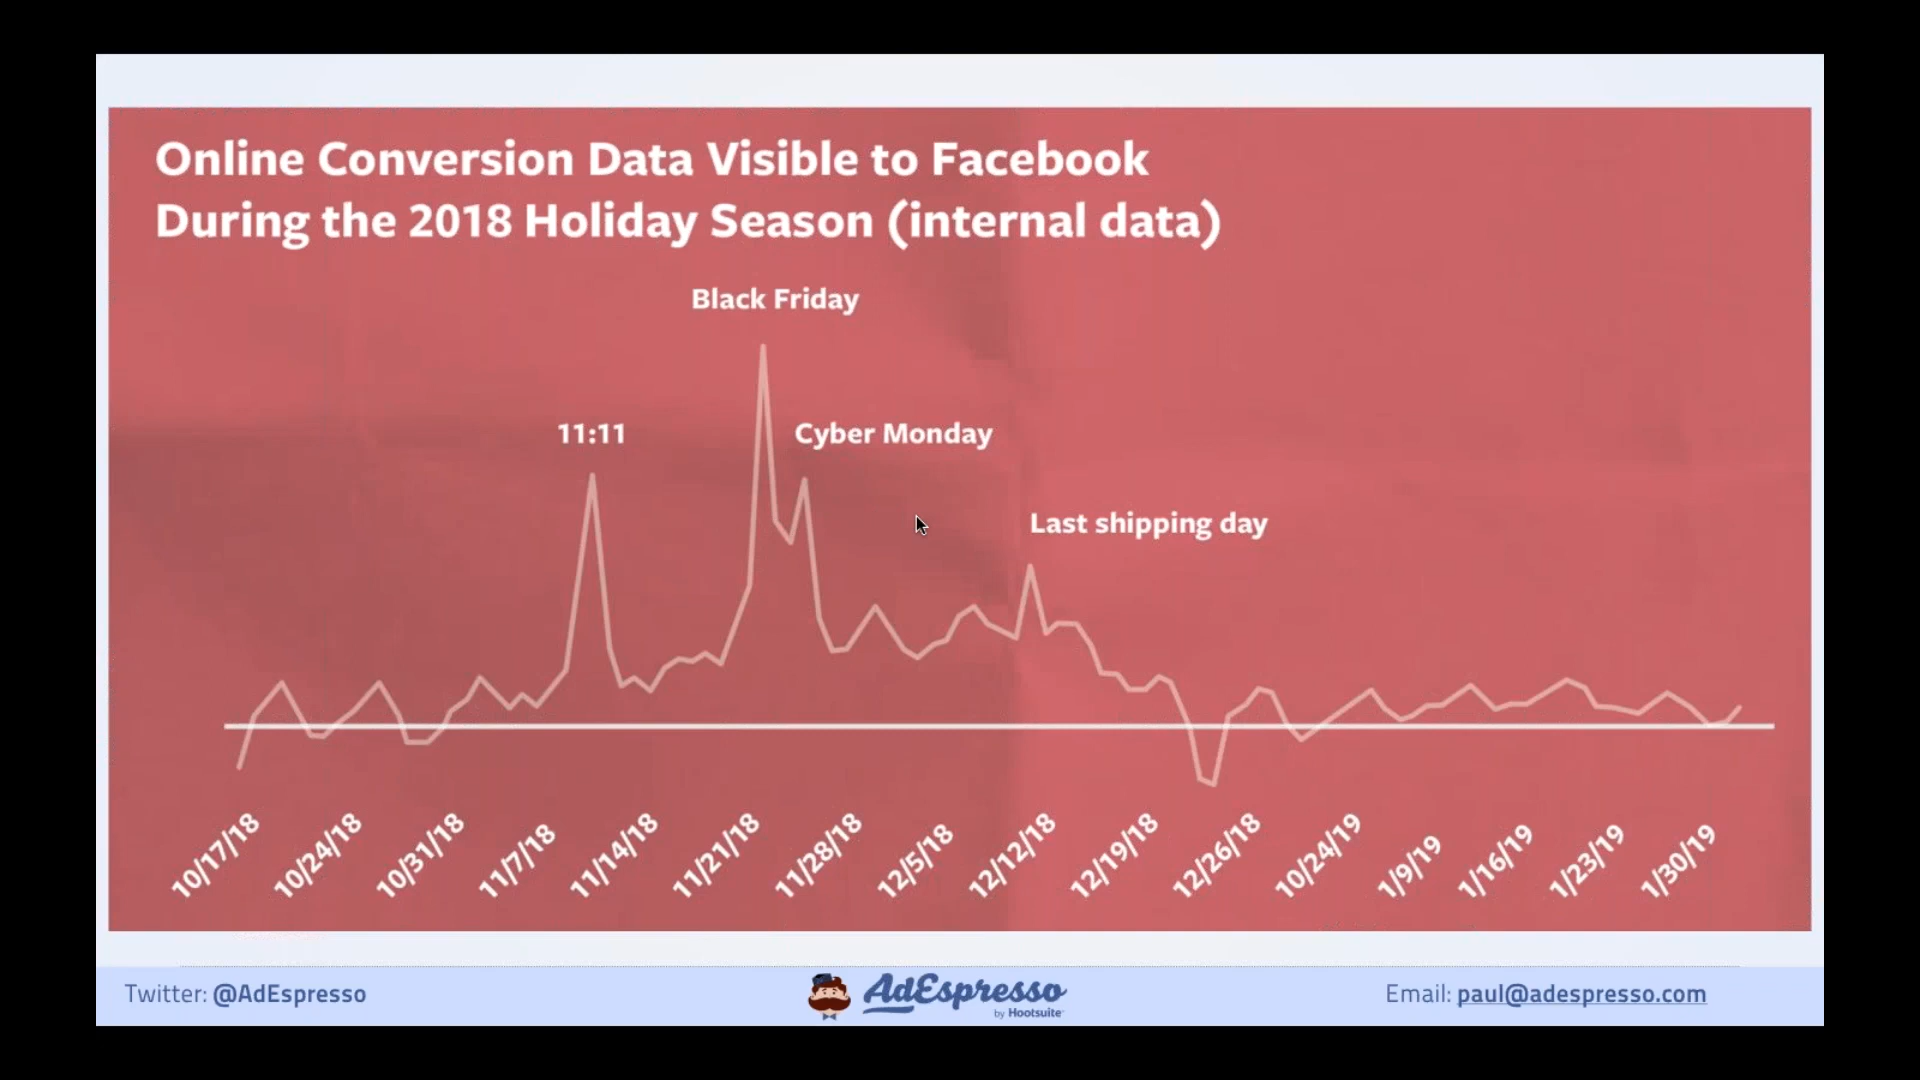 Online Conversion Data Visible to Facebook
During the 2018 Holiday Season (internal data)
Black Friday
11:11
Cyber Monday
Last shipping day
10/17/18
10/24/18
10/31/18
11/7/18
11/14/18
11/21/18
11/28/18
12/5/18
12/12/18
12/19/18
12/26/18
10/24/19
1/9/19
1/16/19
1/23/19
1/30/19
Twitter: @AdEspresso
AdEspresso
by Hootsuite
Email: paul@adespresso.com